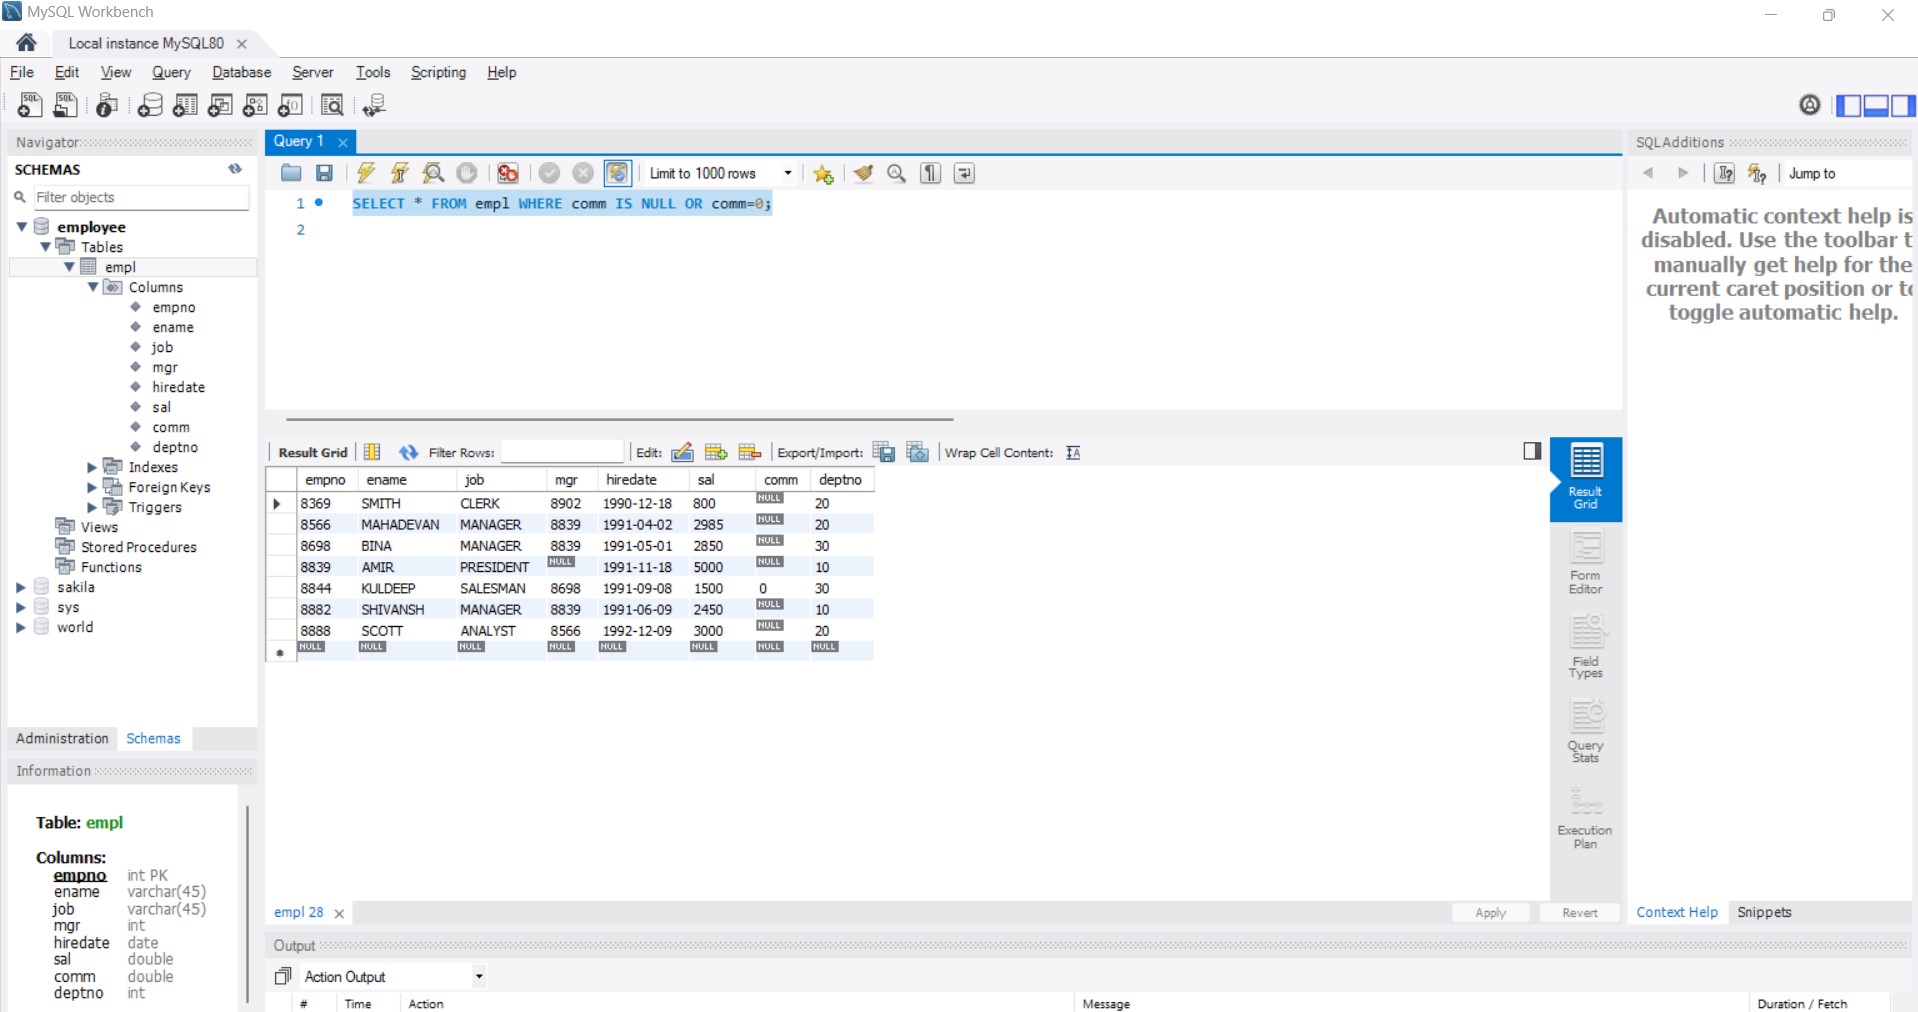 MySQL Workbench
Local instance MySQL80
File Edit View Query Database Server Tools Scripting Help
Navigator
SCHEMAS
Filter objects
employee
Tables
empl
Columns
empno
ename
job
mgr
hiredate
sal
comm
deptno
Indexes
Foreign Keys
Triggers
Views
Stored Procedures
Functions
sakila
sys
world
Administration Schemas
Information
Table: empl
Columns:
empno int PK
ename varchar(45)
job varchar(45)
mgr int
hiredate date
sal double
comm double
deptno int
Query 1
Limit to 1000 rows
1 SELECT * FROM empl WHERE comm IS NULL OR comm=0;
2
Result Grid Filter Rows: Edit: Export/Import: Wrap Cell Content:
empno ename job mgr hiredate sal comm deptno
8369 SMITH CLERK 8902 1990-12-18 800 NULL 20
8566 MAHADEVAN MANAGER 8839 1991-04-02 2985 NULL 20
8698 BINA MANAGER 8839 1991-05-01 2850 NULL 30
8839 AMIR PRESIDENT NULL 1991-11-18 5000 NULL 10
8844 KULDEEP SALESMAN 8698 1991-09-08 1500 0 30
8882 SHIVANSH MANAGER 8839 1991-06-09 2450 NULL 10
8888 SCOTT ANALYST 8566 1992-12-09 3000 NULL 20
NULL NULL NULL NULL NULL NULL NULL NULL
Result
Grid
Form
Editor
Field
Types
Query
Stats
Execution
Plan
empl 28
Apply Revert
Output
Action Output
# Time Action Message Duration / Fetch
SQLAdditions
Jump to
Automatic context help is
disabled. Use the toolbar t
manually get help for the
current caret position or to
toggle automatic help.
Context Help Snippets